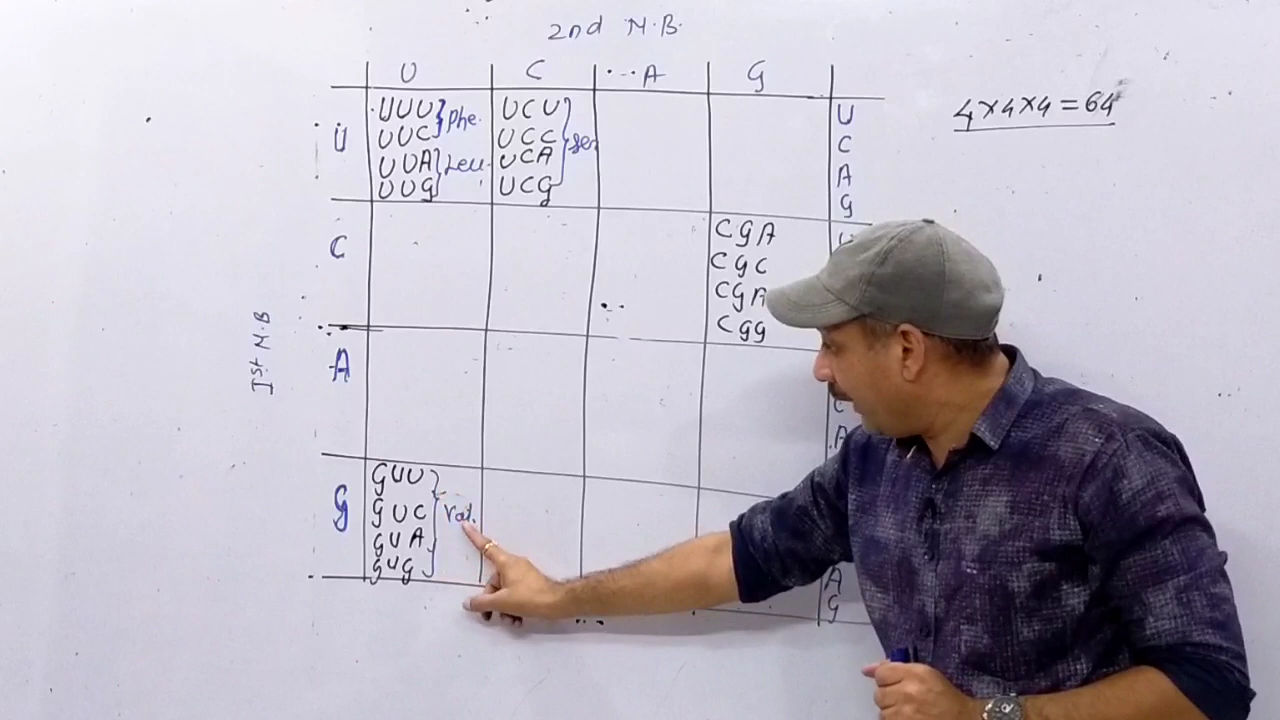 2nd N.B.
U C A G
4×4×4=64
U
UUU Phe.
UUC
UUA Leu.
UUG
UCU
UCC Ser
UCA
UCG
U
C
A
G
C
CGA
CGC
CGA
CGG
U
Ist N.B
A
C
A
G
GUU
GUC Val.
GUA
GUG
A
G